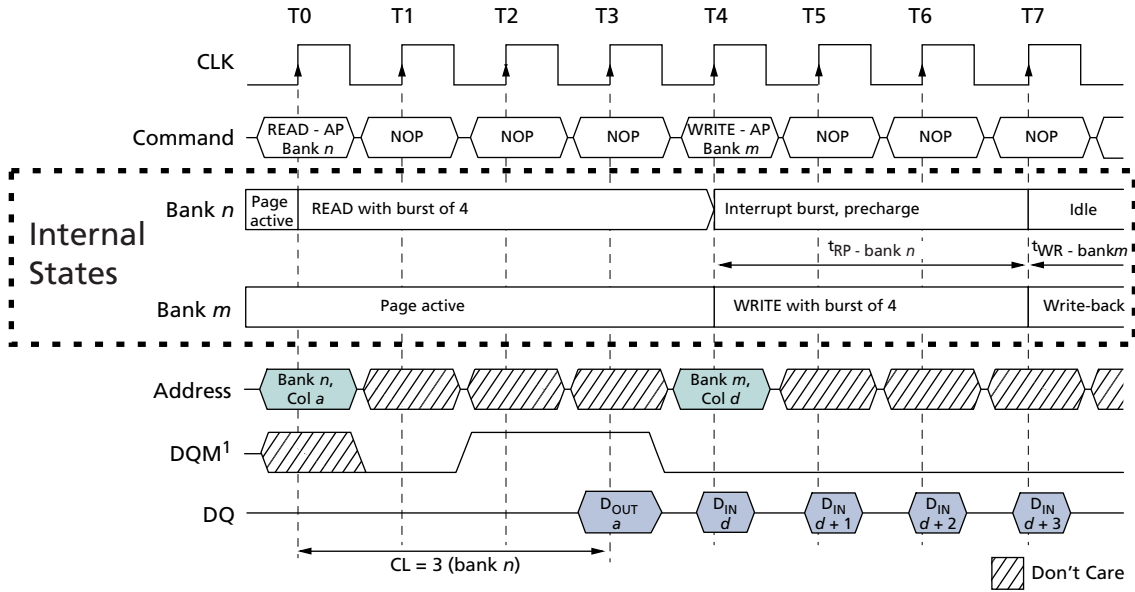 T0 T1 T2 T3 T4 T5 T6 T7
CLK
Command
READ - AP
Bank n
NOP
NOP
NOP
WRITE - AP
Bank m
NOP
NOP
NOP
Internal
States
Bank n
Page
active
READ with burst of 4
Interrupt burst, precharge
Idle
tRP - bank n
tWR - bankm
Bank m
Page active
WRITE with burst of 4
Write-back
Address
Bank n,
Col a
Bank m,
Col d
DQM1
DQ
DOUT
a
DIN
d
DIN
d + 1
DIN
d + 2
DIN
d + 3
CL = 3 (bank n)
Don't Care